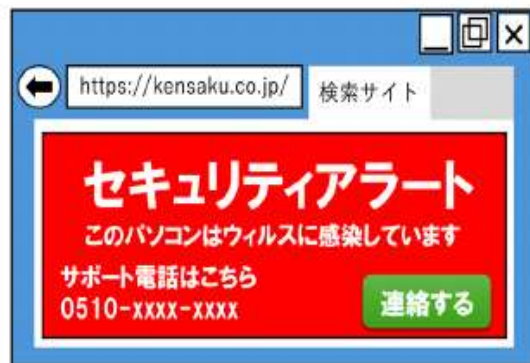 https://kensaku.co.jp/
検索サイト
セキュリティアラート
このパソコンはウィルスに感染しています
サポート電話はこちら
0510-xxxx-xxxx
連絡する